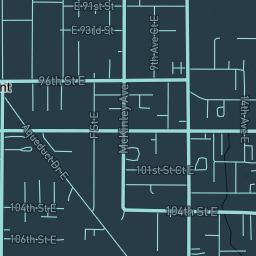 E 91st St
E 93rd St
9th Ave Ct E
96th St E
nt
14th Ave E
McKinley Ave
F St E
Aqueduct Dr E
101st St Ct E
104th St E
104th St E
106th St E